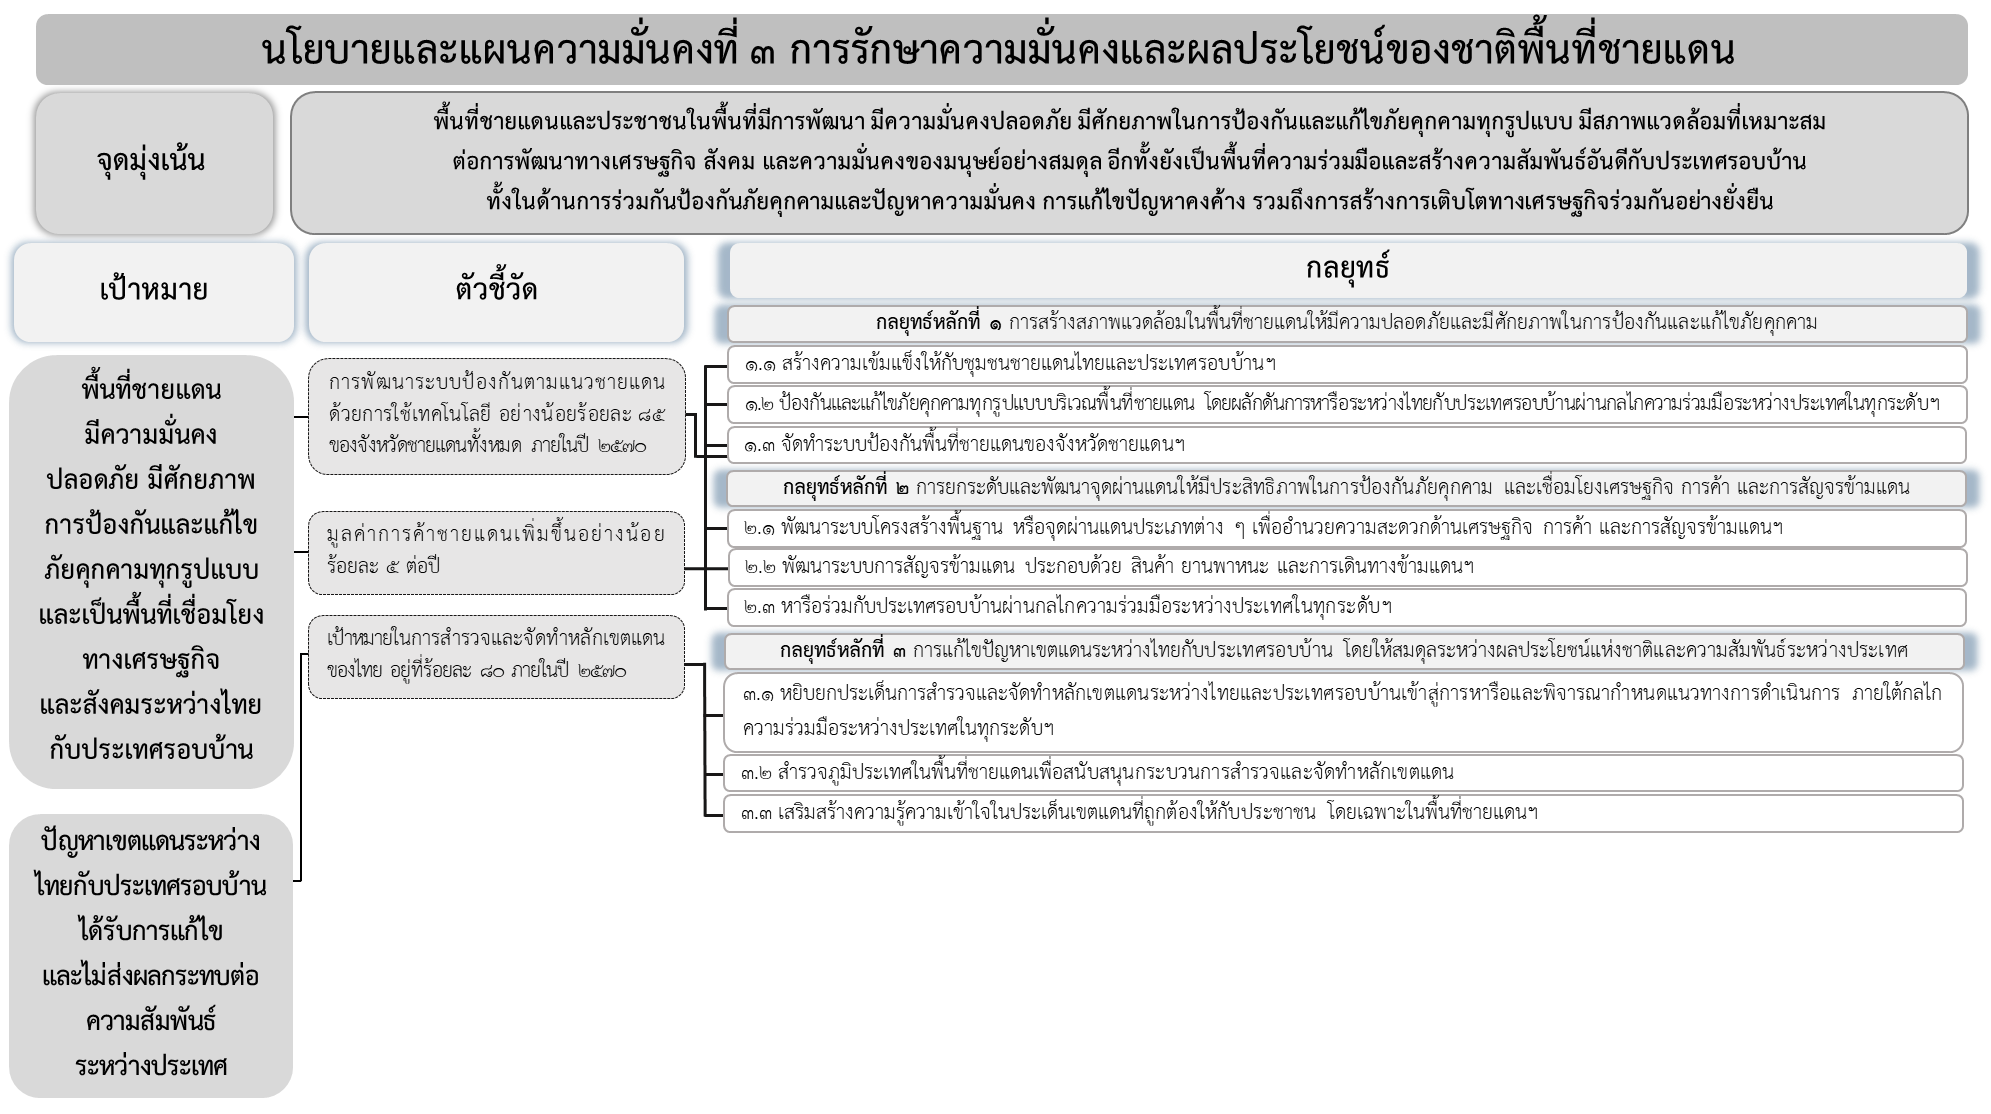 นโยบายและแผนความมั่นคงที่ ๓ การรักษาความมั่นคงและผลประโยชน์ของชาติพื้นที่ชายแดน
จุดมุ่งเน้น
พื้นที่ชายแดนและประชาชนในพื้นที่มีการพัฒนา มีความมั่นคงปลอดภัย มีศักยภาพในการป้องกันและแก้ไขภัยคุกคามทุกรูปแบบ มีสภาพแวดล้อมที่เหมาะสม
ต่อการพัฒนาทางเศรษฐกิจ สังคม และความมั่นคงของมนุษย์อย่างสมดุล อีกทั้งยังเป็นพื้นที่ความร่วมมือและสร้างความสัมพันธ์อันดีกับประเทศรอบบ้าน
ทั้งในด้านการร่วมกันป้องกันภัยคุกคามและปัญหาความมั่นคง การแก้ไขปัญหาคงค้าง รวมถึงการสร้างการเติบโตทางเศรษฐกิจร่วมกันอย่างยั่งยืน
เป้าหมาย
พื้นที่ชายแดน
มีความมั่นคง
ปลอดภัย มีศักยภาพ
การป้องกันและแก้ไข
ภัยคุกคามทุกรูปแบบ
และเป็นพื้นที่เชื่อมโยง
ทางเศรษฐกิจ
และสังคมระหว่างไทย
กับประเทศรอบบ้าน
ปัญหาเขตแดนระหว่าง
ไทยกับประเทศรอบบ้าน
ได้รับการแก้ไข
และไม่ส่งผลกระทบต่อ
ความสัมพันธ์
ระหว่างประเทศ
ตัวชี้วัด
การพัฒนาระบบป้องกันตามแนวชายแดน
ด้วยการใช้เทคโนโลยี อย่างน้อยร้อยละ ๘๕
ของจังหวัดชายแดนทั้งหมด ภายในปี ๒๕๗๐
มูลค่าการค้าชายแดนเพิ่มขึ้นอย่างน้อย
ร้อยละ ๕ ต่อปี
เป้าหมายในการสำรวจและจัดทำหลักเขตแดน
ของไทย อยู่ที่ร้อยละ ๘๐ ภายในปี ๒๕๗๐
กลยุทธ์
กลยุทธ์หลักที่ ๑ การสร้างสภาพแวดล้อมในพื้นที่ชายแดนให้มีความปลอดภัยและมีศักยภาพในการป้องกันและแก้ไขภัยคุกคาม
๑.๑ สร้างความเข้มแข็งให้กับชุมชนชายแดนไทยและประเทศรอบบ้านฯ
๑.๒ ป้องกันและแก้ไขภัยคุกคามทุกรูปแบบบริเวณพื้นที่ชายแดน โดยผลักดันการหารือระหว่างไทยกับประเทศรอบบ้านผ่านกลไกความร่วมมือระหว่างประเทศในทุกระดับฯ
๑.๓ จัดทำระบบป้องกันพื้นที่ชายแดนของจังหวัดชายแดนฯ
กลยุทธ์หลักที่ ๒ การยกระดับและพัฒนาจุดผ่านแดนให้มีประสิทธิภาพในการป้องกันภัยคุกคาม และเชื่อมโยงเศรษฐกิจ การค้า และการสัญจรข้ามแดน
๒.๑ พัฒนาระบบโครงสร้างพื้นฐาน หรือจุดผ่านแดนประเภทต่าง ๆ เพื่ออำนวยความสะดวกด้านเศรษฐกิจ การค้า และการสัญจรข้ามแดนฯ
๒.๒ พัฒนาระบบการสัญจรข้ามแดน ประกอบด้วย สินค้า ยานพาหนะ และการเดินทางข้ามแดนฯ
๒.๓ หารือร่วมกับประเทศรอบบ้านผ่านกลไกความร่วมมือระหว่างประเทศในทุกระดับฯ
กลยุทธ์หลักที่ ๓ การแก้ไขปัญหาเขตแดนระหว่างไทยกับประเทศรอบบ้าน โดยให้สมดุลระหว่างผลประโยชน์แห่งชาติและความสัมพันธ์ระหว่างประเทศ
๓.๑ หยิบยกประเด็นการสำรวจและจัดทำหลักเขตแดนระหว่างไทยและประเทศรอบบ้านเข้าสู่การหารือและพิจารณากำหนดแนวทางการดำเนินการ ภายใต้กลไก
ความร่วมมือระหว่างประเทศในทุกระดับฯ
๓.๒ สำรวจภูมิประเทศในพื้นที่ชายแดนเพื่อสนับสนุนกระบวนการสำรวจและจัดทำหลักเขตแดน
๓.๓ เสริมสร้างความรู้ความเข้าใจในประเด็นเขตแดนที่ถูกต้องให้กับประชาชน โดยเฉพาะในพื้นที่ชายแดนฯ